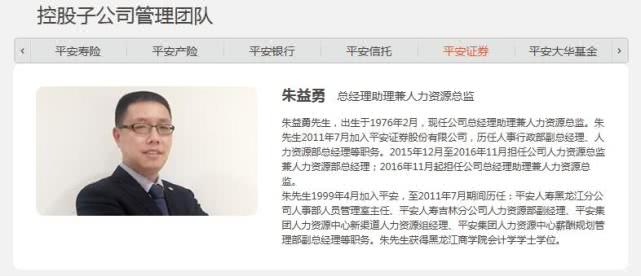 控股子公司管理团队
‹ 平安寿险 平安产险 平安银行 平安信托 平安证券 平安大华基金 ›
朱益勇 总经理助理兼人力资源总监
朱益勇先生，出生于1976年2月，现任公司总经理助理兼人力资源总监。朱
先生2011年7月加入平安证券股份有限公司，历任人事行政部副总经理、人
力资源部总经理等职务。2015年12月至2016年11月担任公司人力资源总监
兼人力资源部总经理；2016年11月起担任公司总经理助理兼人力资源总
监。
朱先生1999年4月加入平安，至2011年7月期间历任：平安人寿黑龙江分公
司人事部人员管理室主任、平安人寿吉林分公司人力资源部副经理、平安集
团人力资源中心新渠道人力资源组经理、平安集团人力资源中心薪酬规划管
理部副总经理等职务。朱先生获得黑龙江商学院会计学学士学位。